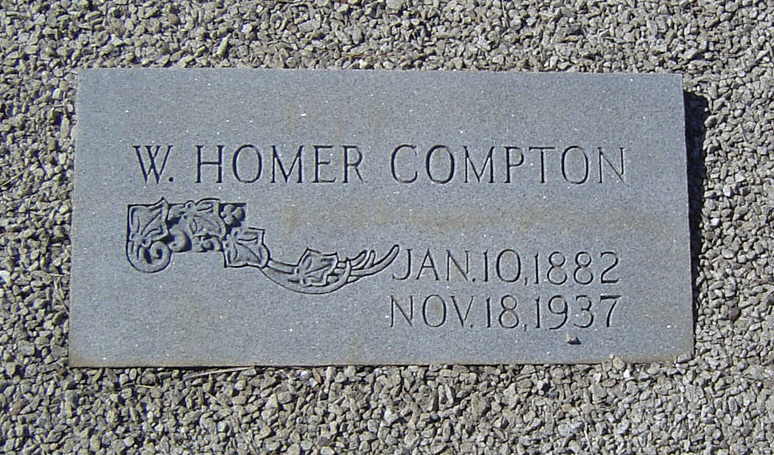 W. HOMER COMPTON
JAN. 10, 1882
NOV. 18, 1937